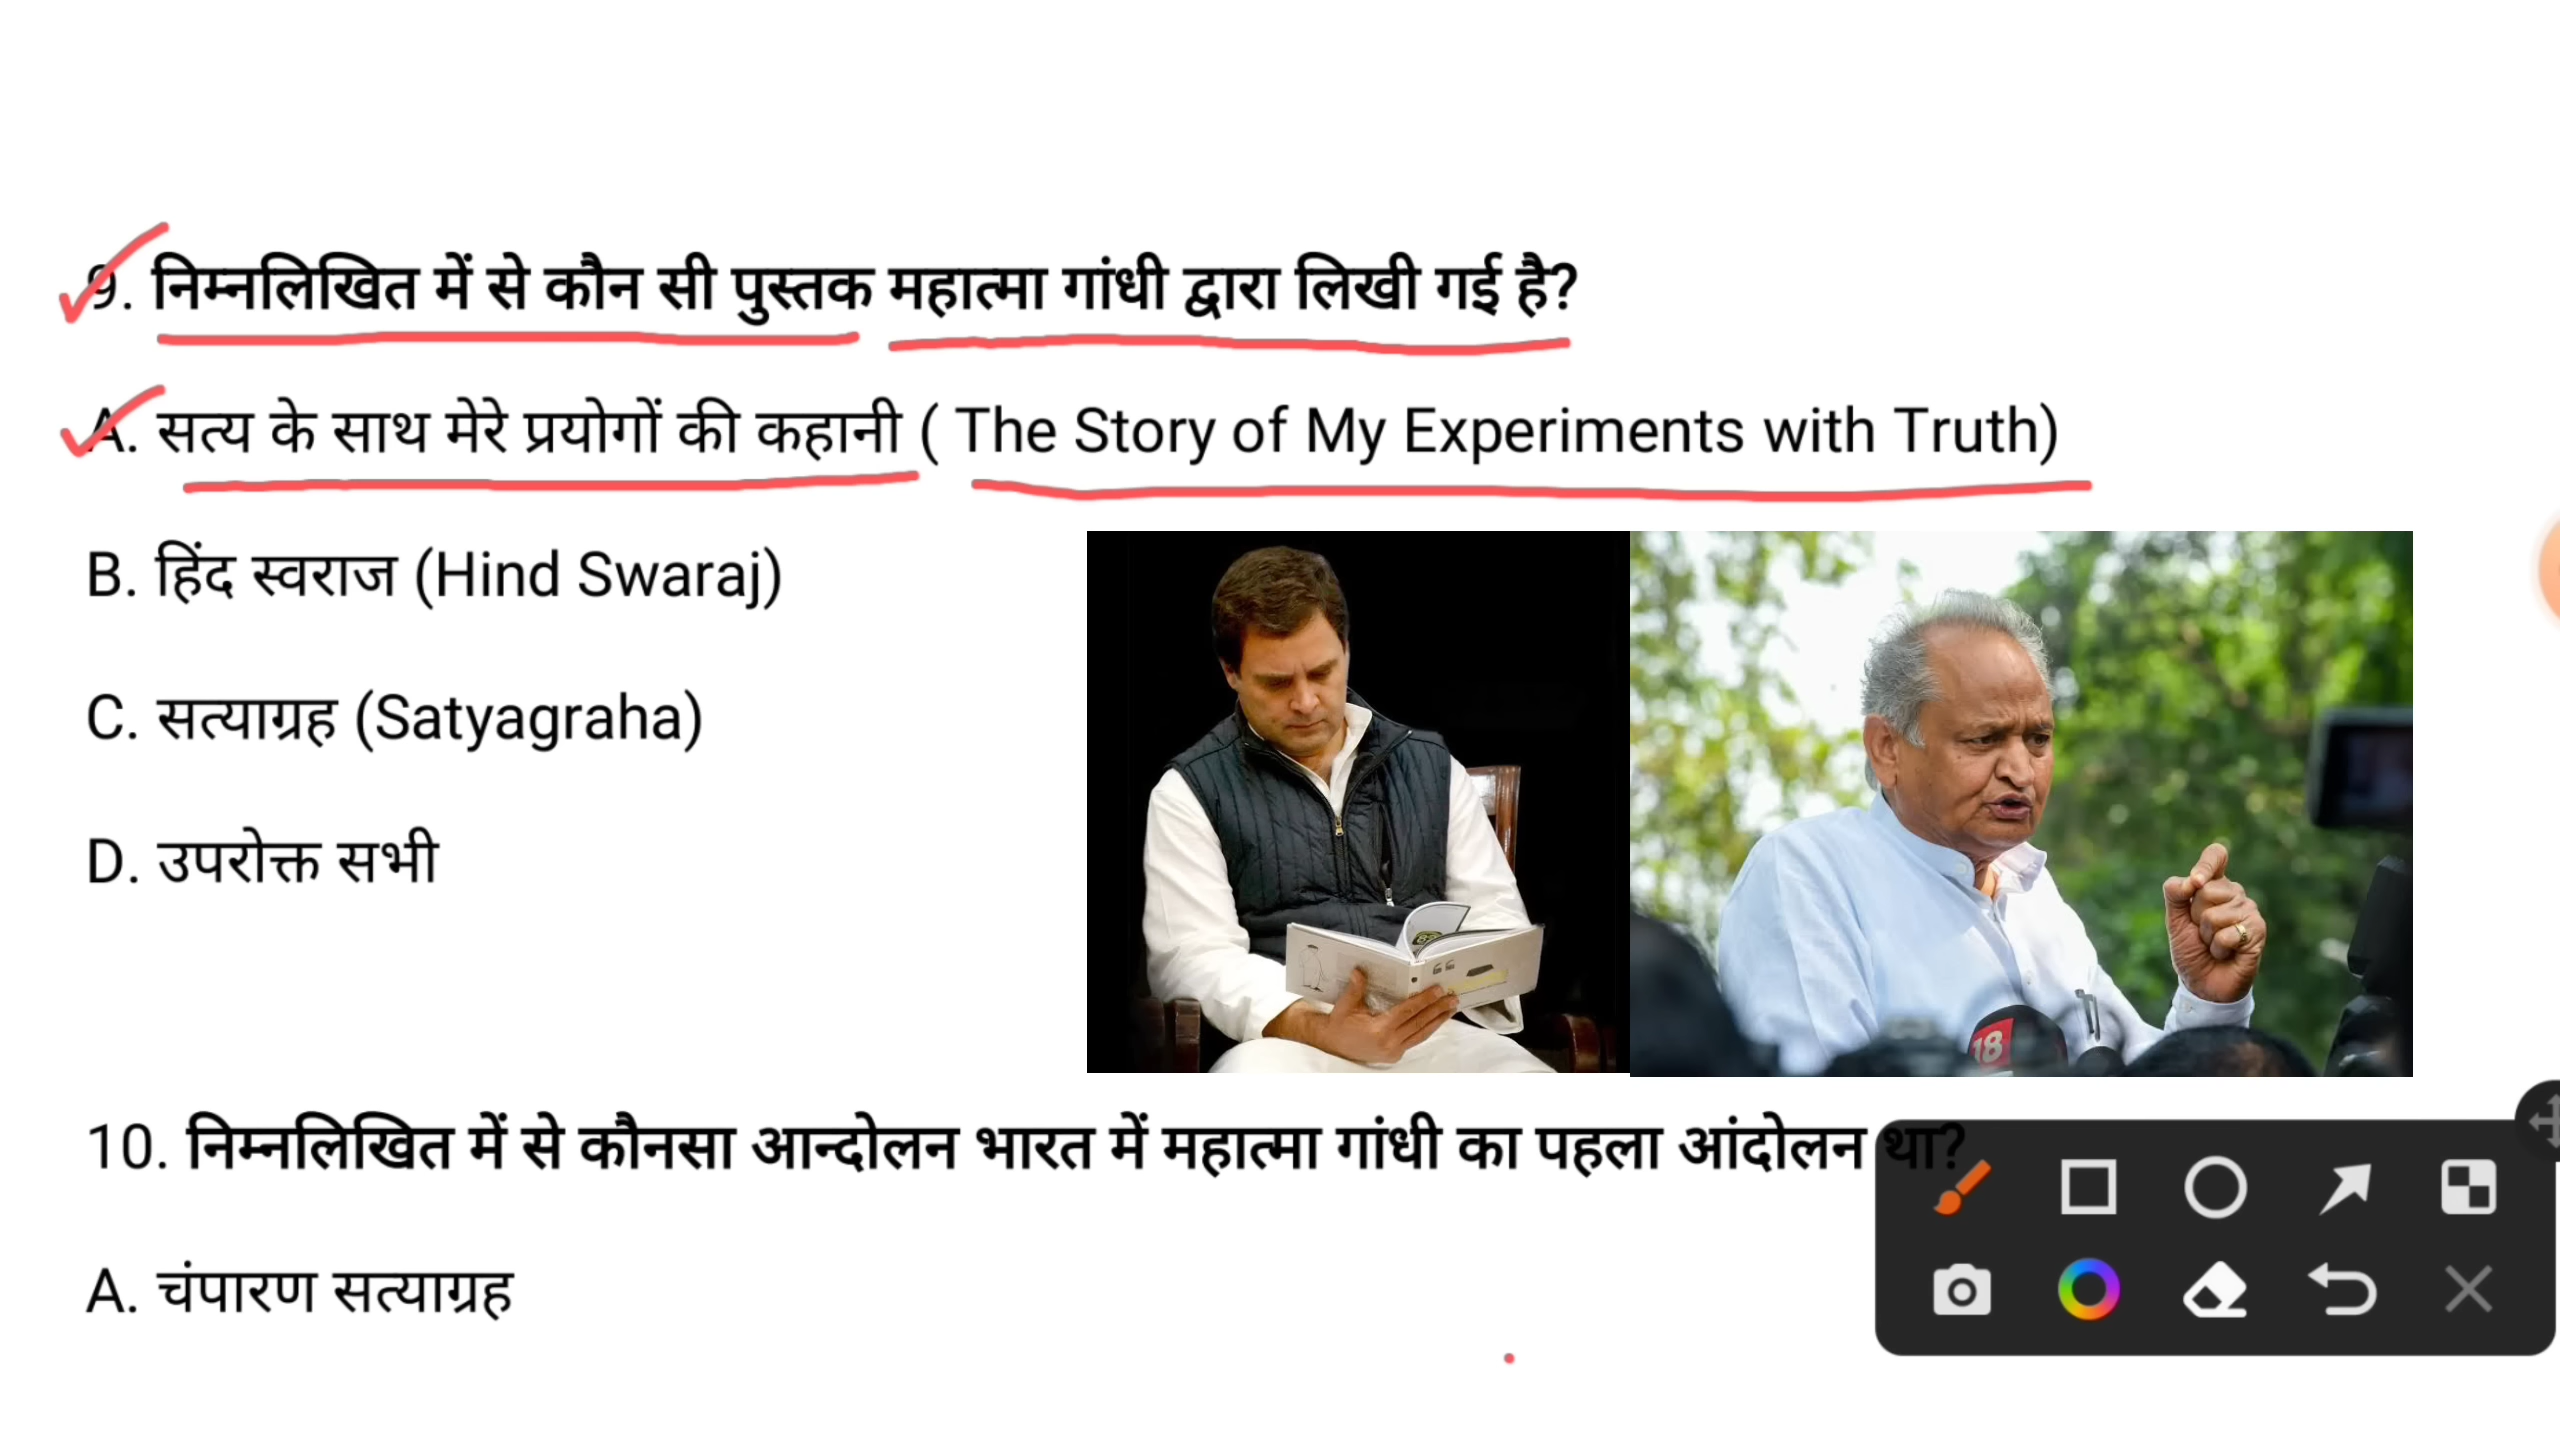 9. निम्नलिखित में से कौन सी पुस्तक महात्मा गांधी द्वारा लिखी गई है?
A. सत्य के साथ मेरे प्रयोगों की कहानी ( The Story of My Experiments with Truth)
B. हिंद स्वराज (Hind Swaraj)
C. सत्याग्रह (Satyagraha)
D. उपरोक्त सभी
18
10. निम्नलिखित में से कौनसा आन्दोलन भारत में महात्मा गांधी का पहला आंदोलन था?
A. चंपारण सत्याग्रह